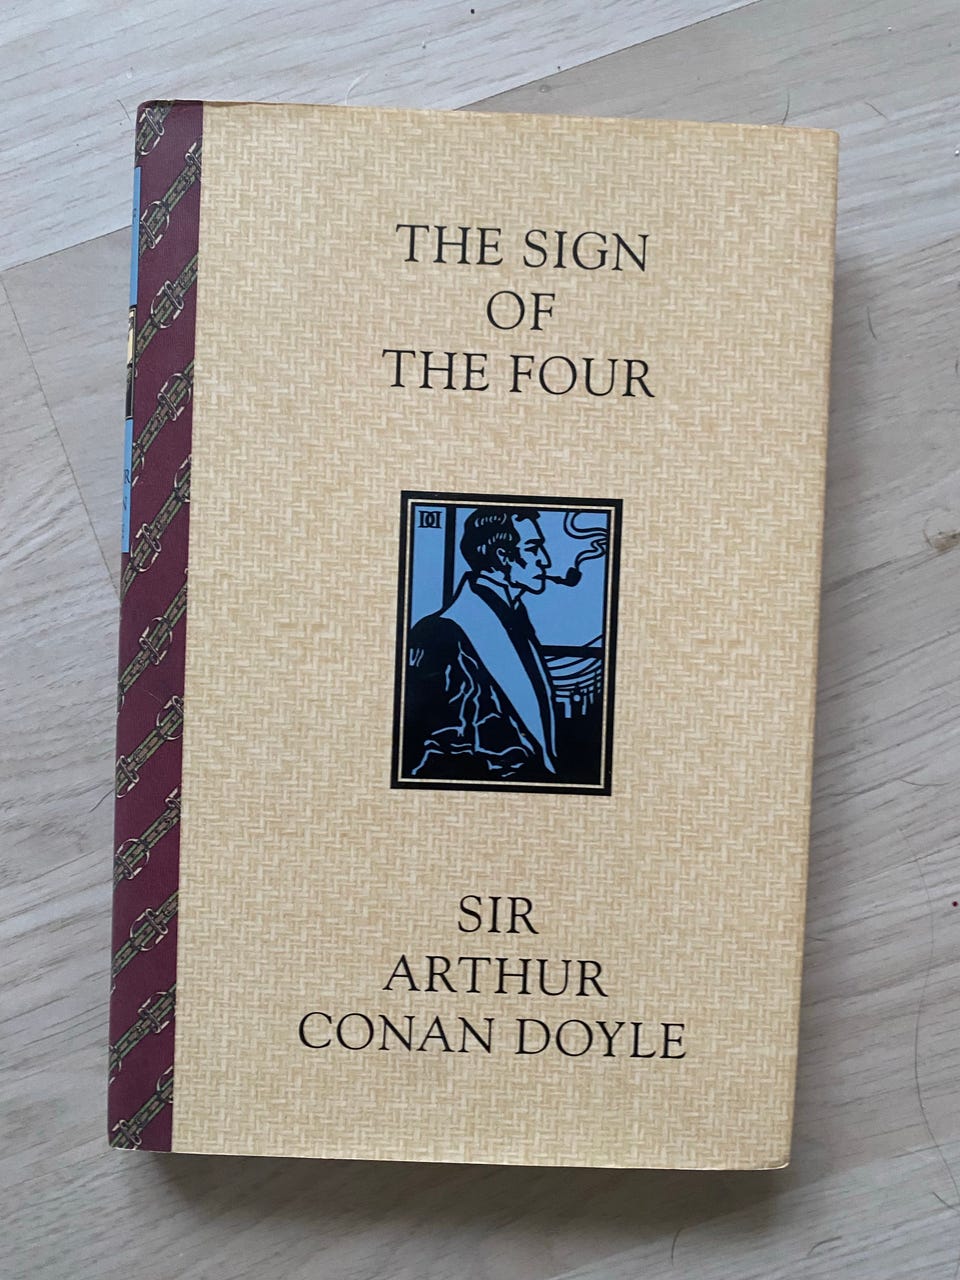 THE SIGN
OF
THE FOUR
SIR
ARTHUR
CONAN DOYLE